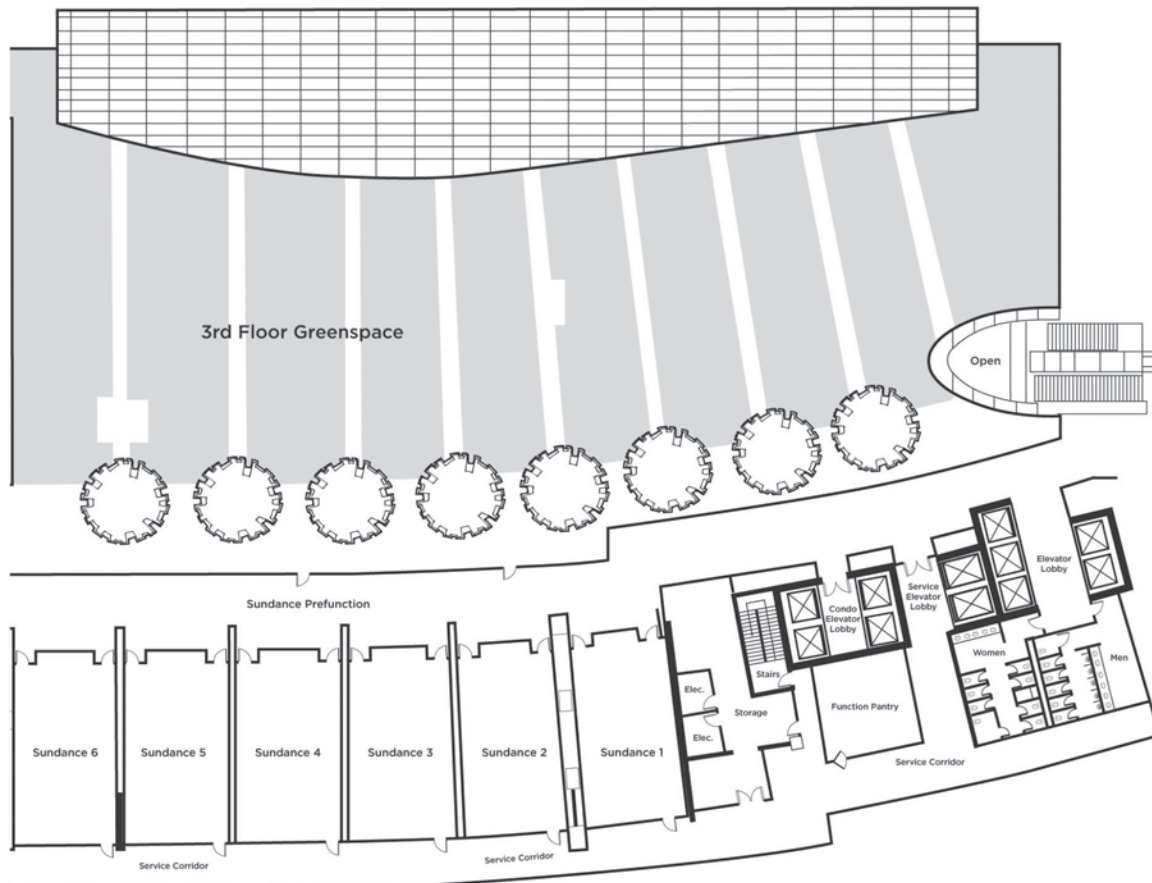 3rd Floor Greenspace
Open
Elevator
Lobby
Service
Elevator
Lobby
Condo
Elevator
Lobby
Sundance Prefunction
Women
Men
Stairs
Elec.
Storage
Function Pantry
Elec.
Sundance 6
Sundance 5
Sundance 4
Sundance 3
Sundance 2
Sundance 1
Service Corridor
Service Corridor
Service Corridor